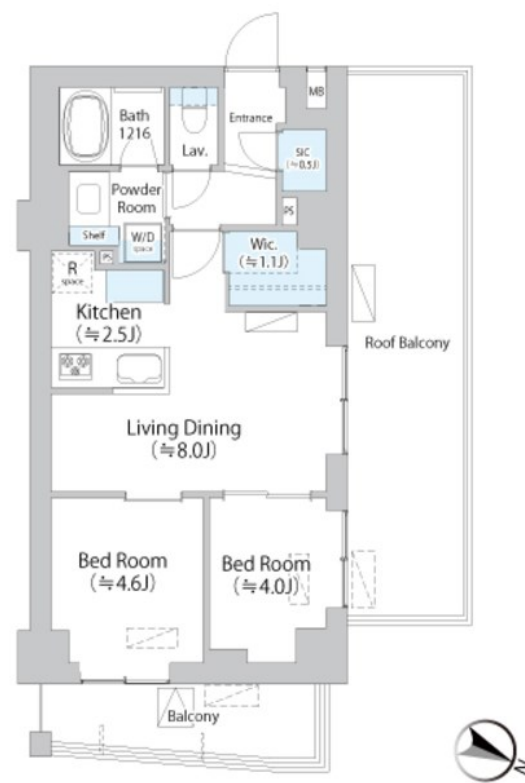 Bath
1216
Lav.
Entrance
MB
SIC
(≒0.5J)
Powder
Room
PS
Shelf
W/D
space
PS
Wic.
(≒1.1J)
R
space
Kitchen
(≒2.5J)
Roof Balcony
Living Dining
(≒8.0J)
Bed Room
(≒4.6J)
Bed Room
(≒4.0J)
Balcony
N